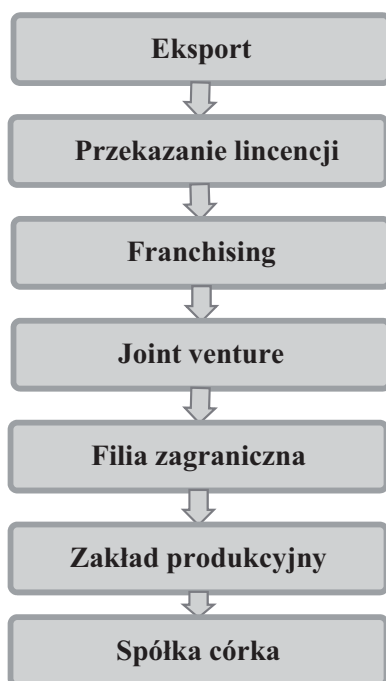 Eksport
Przekazanie lincencji
Franchising
Joint venture
Filia zagraniczna
Zakład produkcyjny
Spółka córka